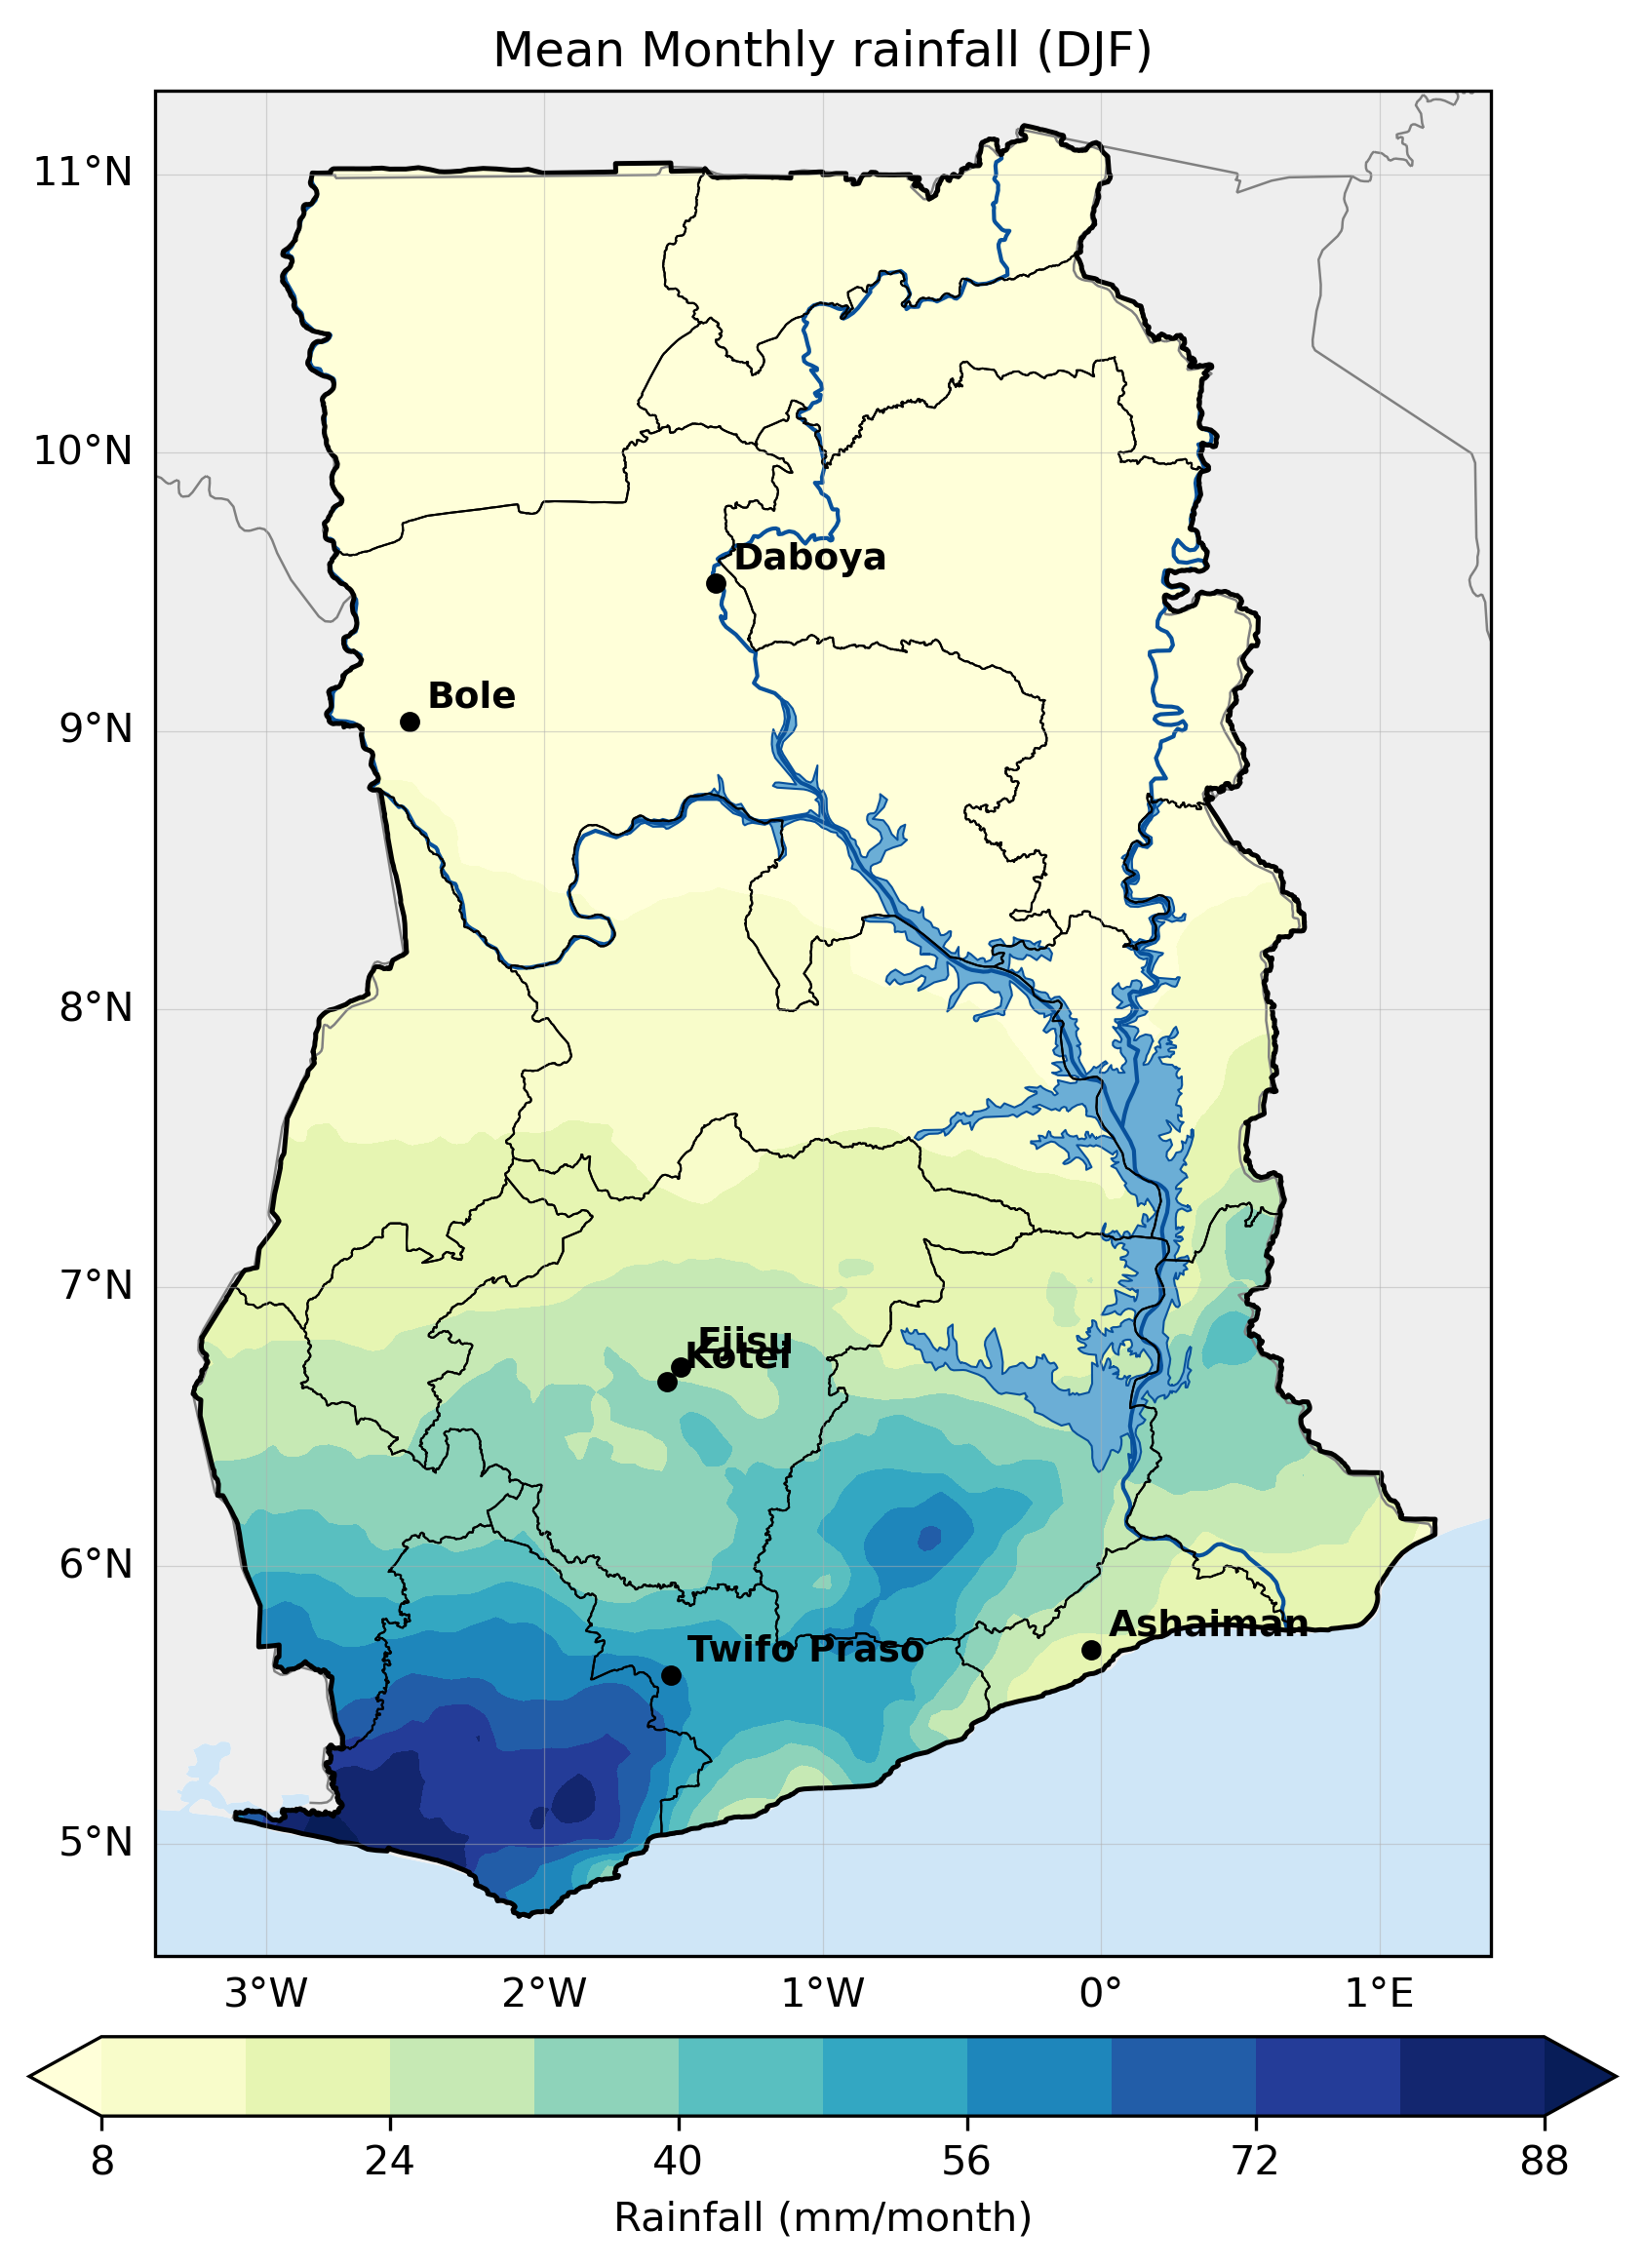 Mean Monthly rainfall (DJF)
11°N
10°N
Daboya
Bole
9°N
8°N
7°N
Ejisu
Kotei
6°N
Ashaiman
Twifo Praso
5°N
3°W 2°W 1°W 0° 1°E
8 24 40 56 72 88
Rainfall (mm/month)